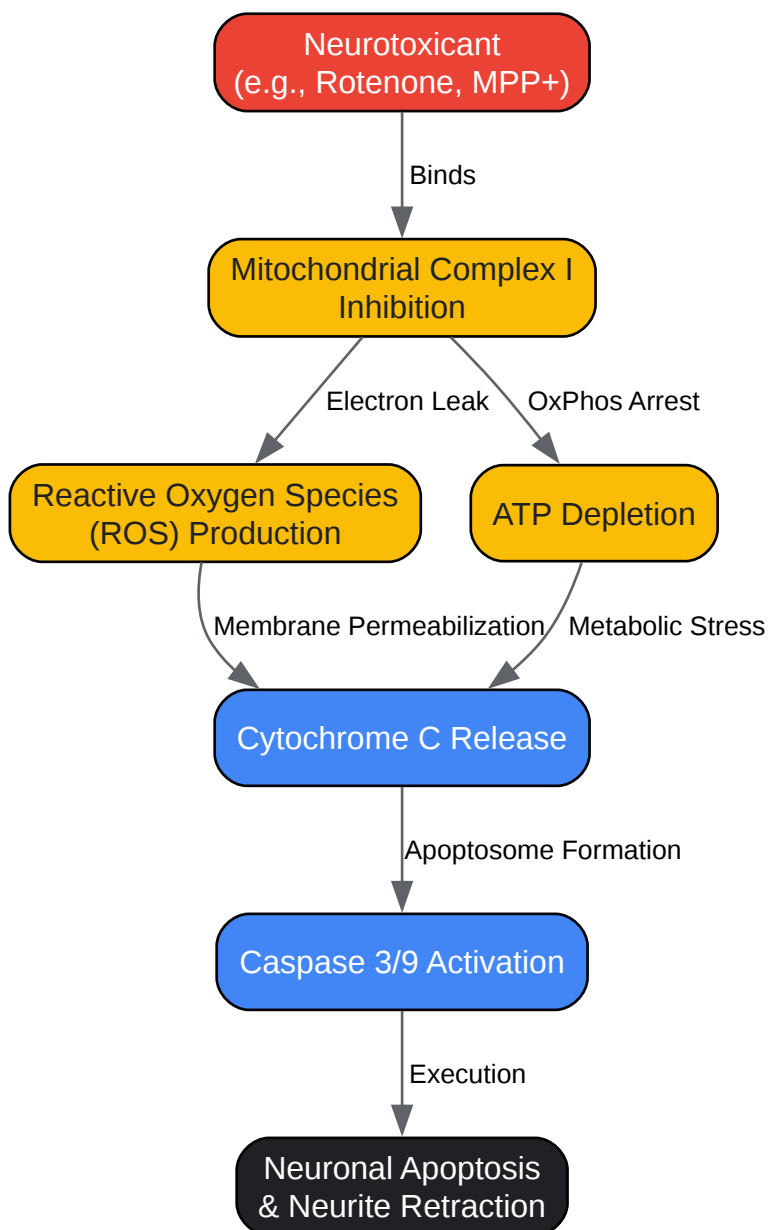 Neurotoxicant
(e.g., Rotenone, MPP+)
Binds
Mitochondrial Complex I
Inhibition
Electron Leak
OxPhos Arrest
Reactive Oxygen Species
(ROS) Production
ATP Depletion
Membrane Permeabilization
Metabolic Stress
Cytochrome C Release
Apoptosome Formation
Caspase 3/9 Activation
Execution
Neuronal Apoptosis
& Neurite Retraction